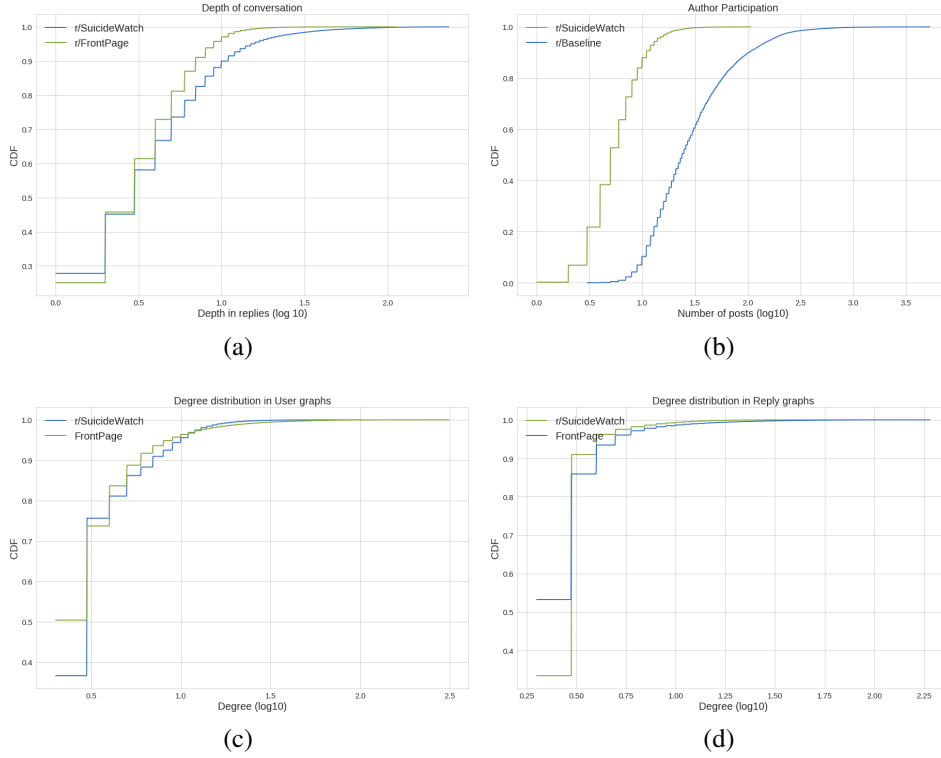 Depth of conversation
r/SuicideWatch
r/FrontPage
1.0
0.9
0.8
0.7
0.6
0.5
0.4
0.3
CDF
0.0 0.5 1.0 1.5 2.0
Depth in replies (log 10)
(a)
Author Participation
r/SuicideWatch
r/Baseline
1.0
0.8
0.6
0.4
0.2
0.0
CDF
0.0 0.5 1.0 1.5 2.0 2.5 3.0 3.5
Number of posts (log10)
(b)
Degree distribution in User graphs
r/SuicideWatch
FrontPage
1.0
0.9
0.8
0.7
0.6
0.5
0.4
CDF
0.5 1.0 1.5 2.0 2.5
Degree (log10)
(c)
Degree distribution in Reply graphs
r/SuicideWatch
FrontPage
1.0
0.9
0.8
0.7
0.6
0.5
0.4
CDF
0.25 0.50 0.75 1.00 1.25 1.50 1.75 2.00 2.25
Degree (log10)
(d)